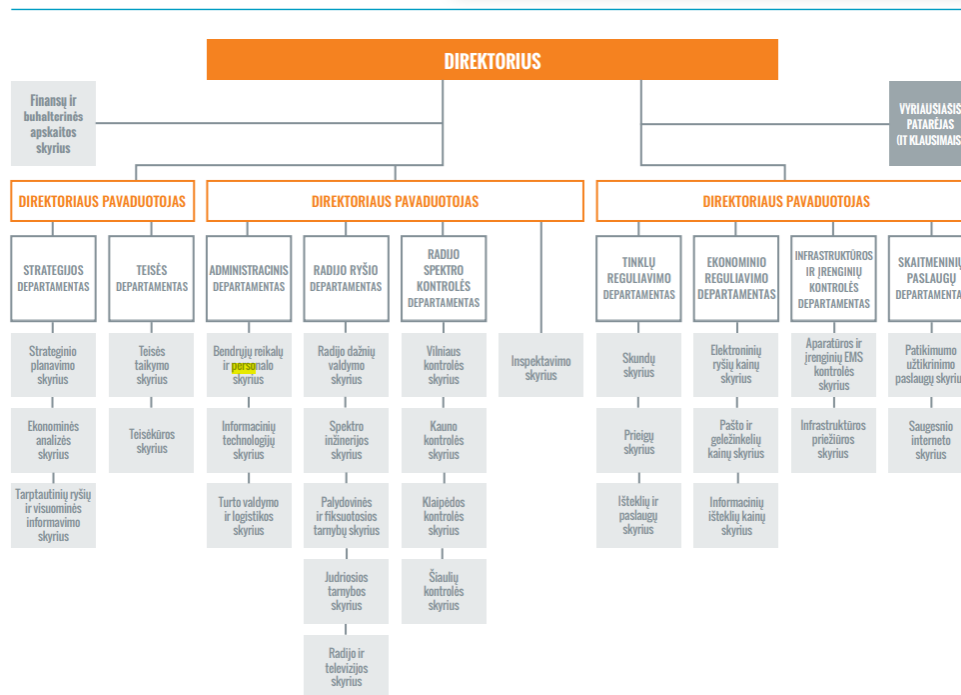 DIREKTORIUS
Finansų ir
buhalterinės
apskaitos
skyrius
VYRIAUSIASIS
PATARĖJAS
(IT KLAUSIMAIS
DIREKTORIAUS PAVADUOTOJAS
DIREKTORIAUS PAVADUOTOJAS
DIREKTORIAUS PAVADUOTOJAS
STRATEGIJOS
DEPARTAMENTAS
TEISĖS
DEPARTAMENTAS
ADMINISTRACINIS
DEPARTAMENTAS
RADIJO RYŠIO
DEPARTAMENTAS
RADIJO
SPEKTRO
KONTROLĖS
DEPARTAMENTAS
TINKLŲ
REGULIAVIMO
DEPARTAMENTAS
EKONOMINIO
REGULIAVIMO
DEPARTAMENTAS
INFRASTRUKTŪROS
IR ĮRENGINIŲ
KONTROLĖS
DEPARTAMENTAS
SKAITMENINIŲ
PASLAUGŲ
DEPARTAMENTA
Strateginio
planavimo
skyrius
Teisės
taikymo
skyrius
Bendrųjų reikalų
ir personalo
skyrius
Radijo dažnių
valdymo
skyrius
Vilniaus
kontrolės
skyrius
Inspektavimo
skyrius
Skundų
skyrius
Elektroninių
ryšių kainų
skyrius
Aparatūros ir
įrenginių EMS
kontrolės
skyrius
Patikimumo
užtikrinimo
paslaugų skyriu
Ekonominės
analizės
skyrius
Teisėkūros
skyrius
Informacinių
technologijų
skyrius
Spektro
inžinerijos
skyrius
Kauno
kontrolės
skyrius
Prieigų
skyrius
Pašto ir
geležinkelių
kainų skyrius
Infrastruktūros
priežiūros
skyrius
Saugesnio
interneto
skyrius
Tarptautinių ryšių
ir visuominės
informavimo
skyrius
Turto valdymo
ir logistikos
skyrius
Palydovinės
ir fiksuotosios
tarnybų skyrius
Klaipėdos
kontrolės
skyrius
Išteklių ir
paslaugų
skyrius
Informacinių
išteklių kainų
skyrius
Judriosios
tarnybos
skyrius
Šiaulių
kontrolės
skyrius
Radijo ir
televizijos
skyrius